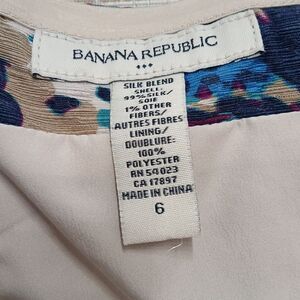 BANANA REPUBLIC
SILK BLEND
SHELL:
99% SILK/
SOIE
1% OTHER
FIBERS/
AUTRES FIBRES
LINING/
DOUBLURE:
100%
POLYESTER
RN 54023
CA 17897
MADE IN CHINA
6